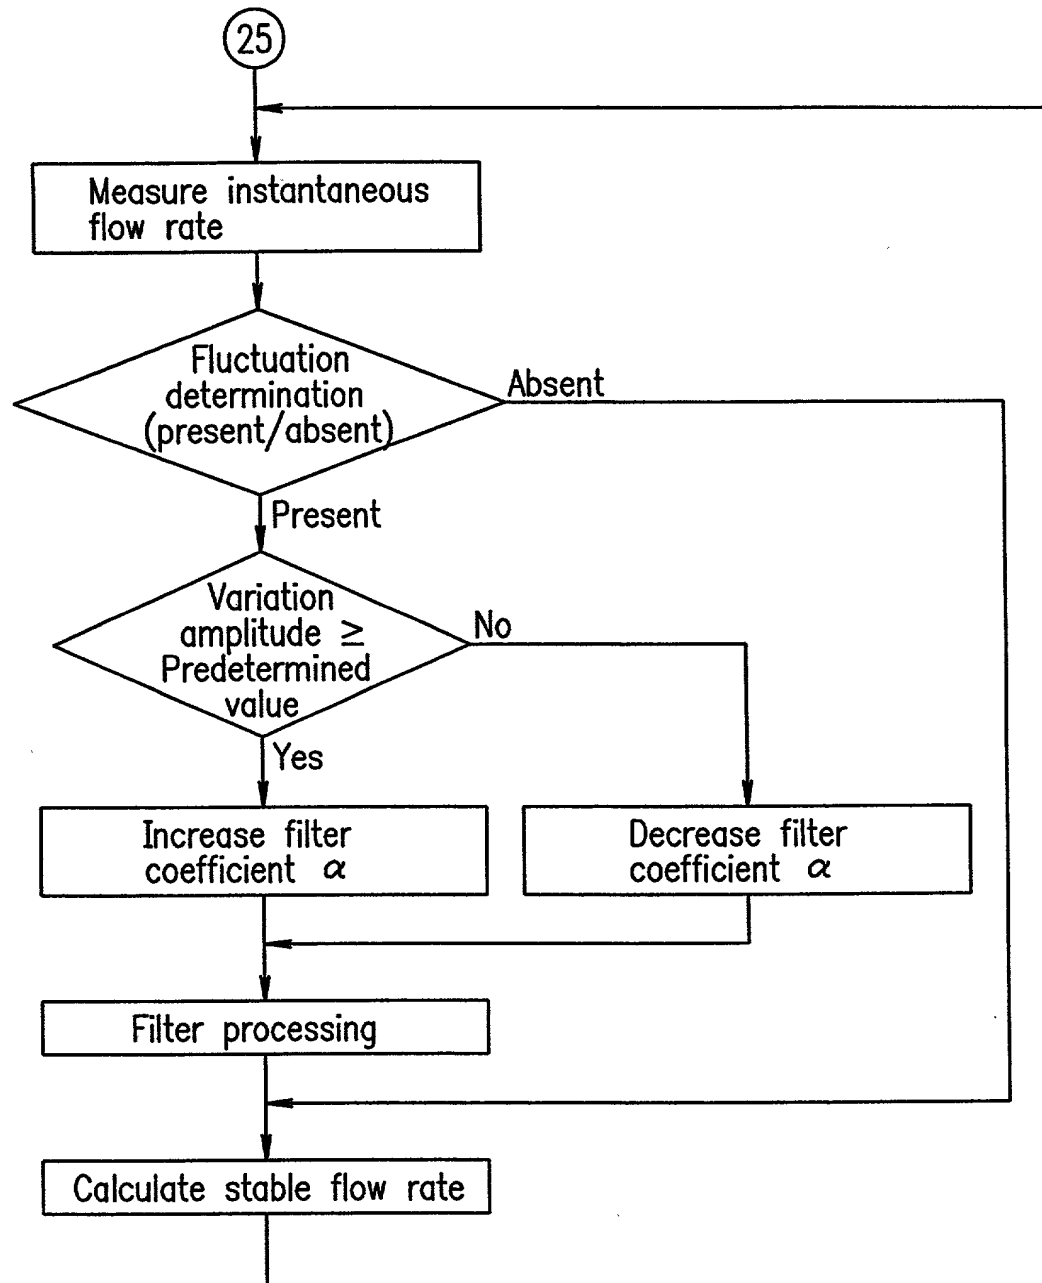 25
Measure instantaneous
flow rate
Fluctuation
determination
(present/absent)
Absent
Present
Variation
amplitude ≥
Predetermined
value
No
Yes
Increase filter
coefficient α
Decrease filter
coefficient α
Filter processing
Calculate stable flow rate